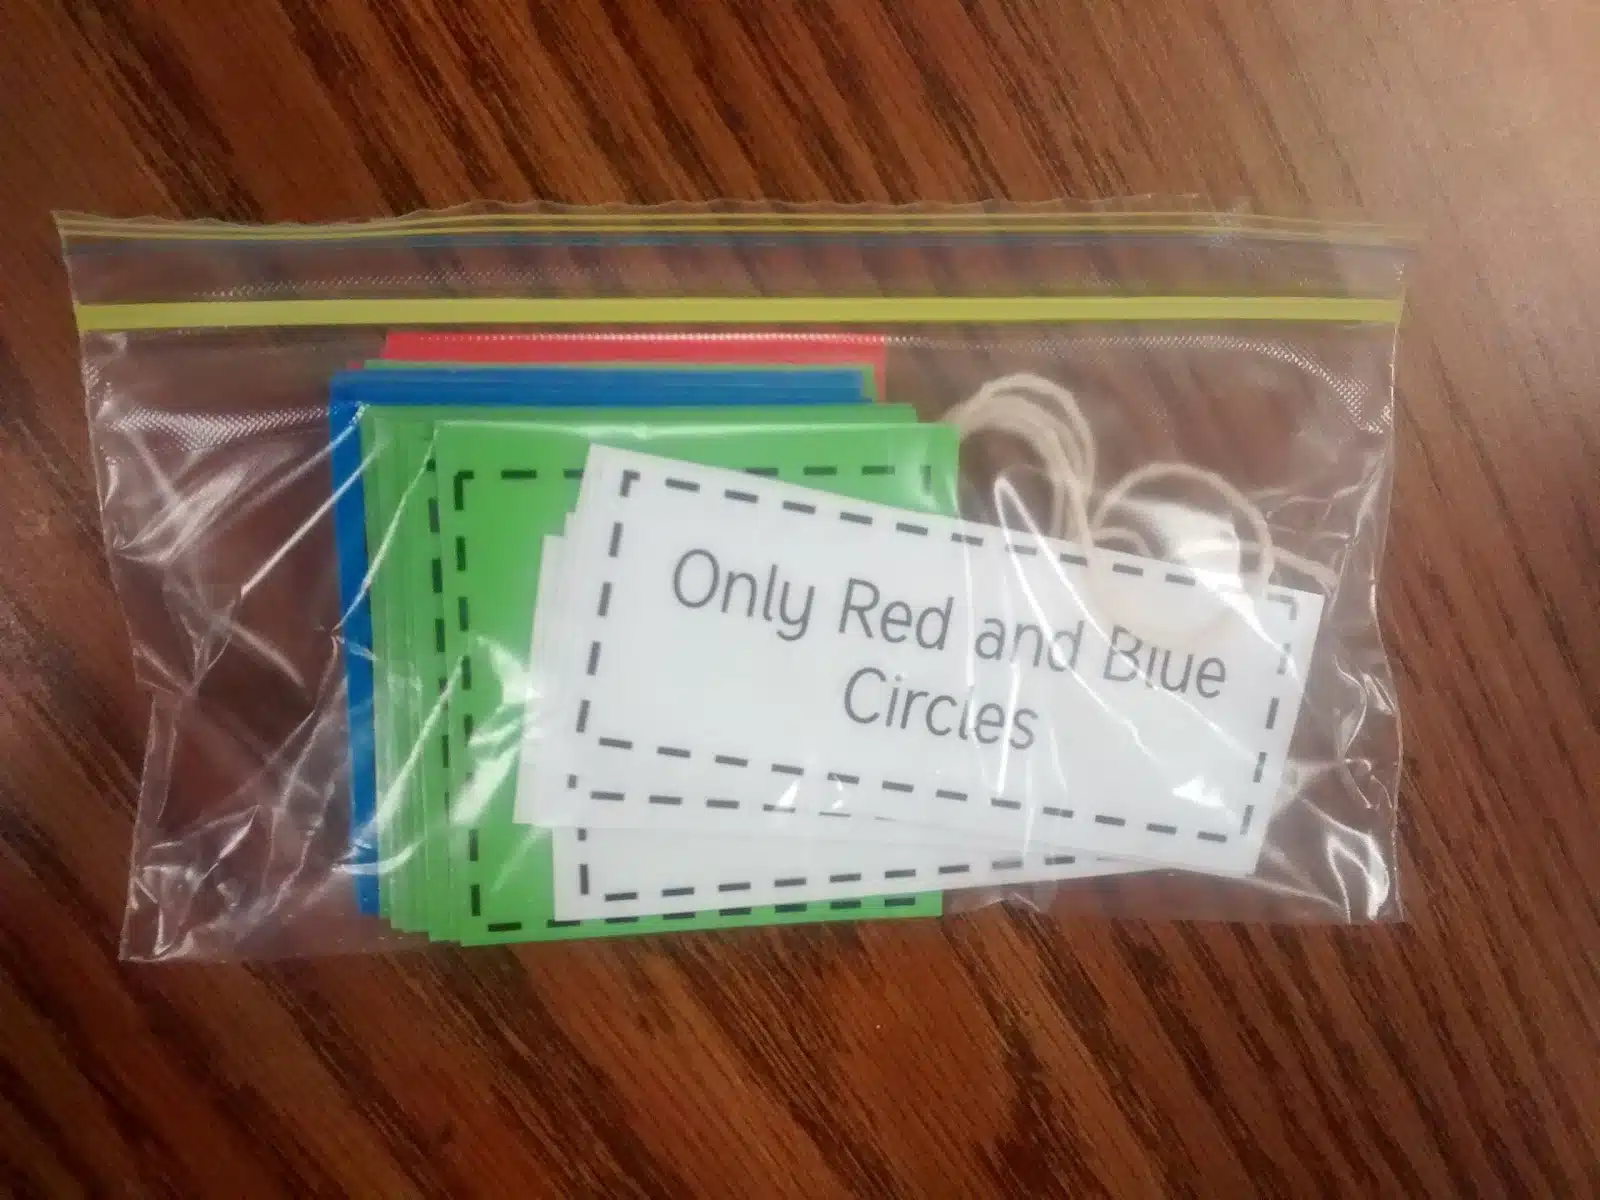 Only Red and Blue
Circles